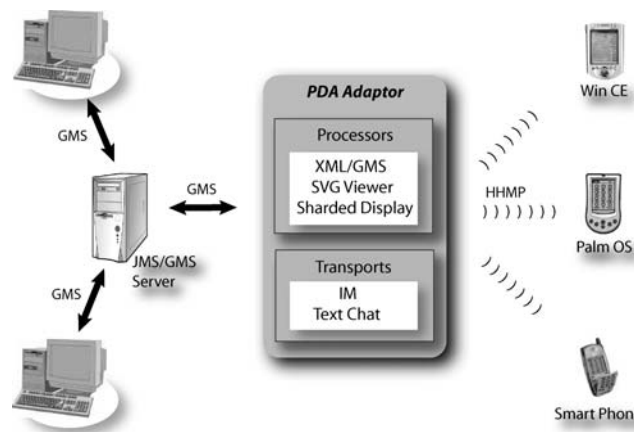 GMS
JMS/GMS
Server
GMS
GMS
PDA Adaptor
Processors
XML/GMS
SVG Viewer
Sharded Display
Transports
IM
Text Chat
HHMP
Win CE
Palm OS
Smart Phon